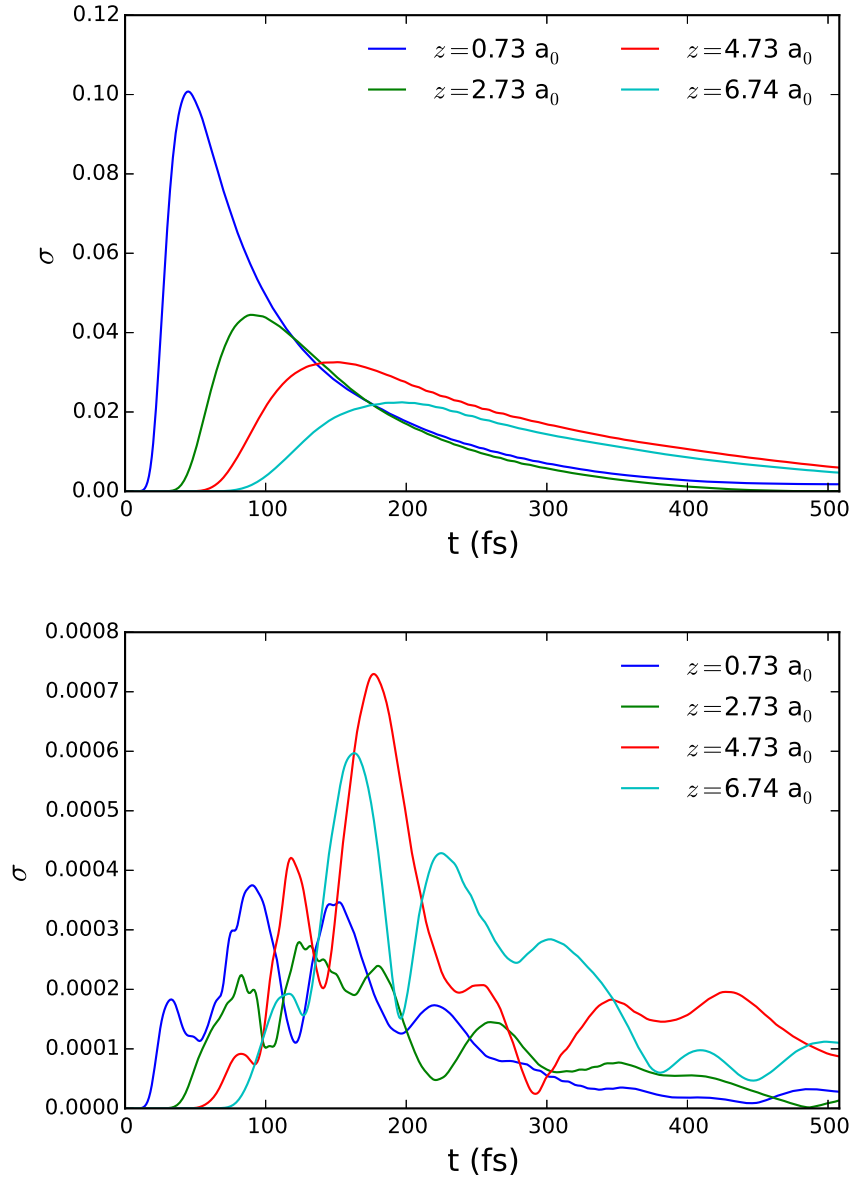 0.12
0.10
0.08
0.06
0.04
0.02
0.00
σ
z=0.73 a₀
z=2.73 a₀
z=4.73 a₀
z=6.74 a₀
0 100 200 300 400 500
t (fs)
0.0008
0.0007
0.0006
0.0005
0.0004
0.0003
0.0002
0.0001
0.0000
σ
z=0.73 a₀
z=2.73 a₀
z=4.73 a₀
z=6.74 a₀
0 100 200 300 400 500
t (fs)